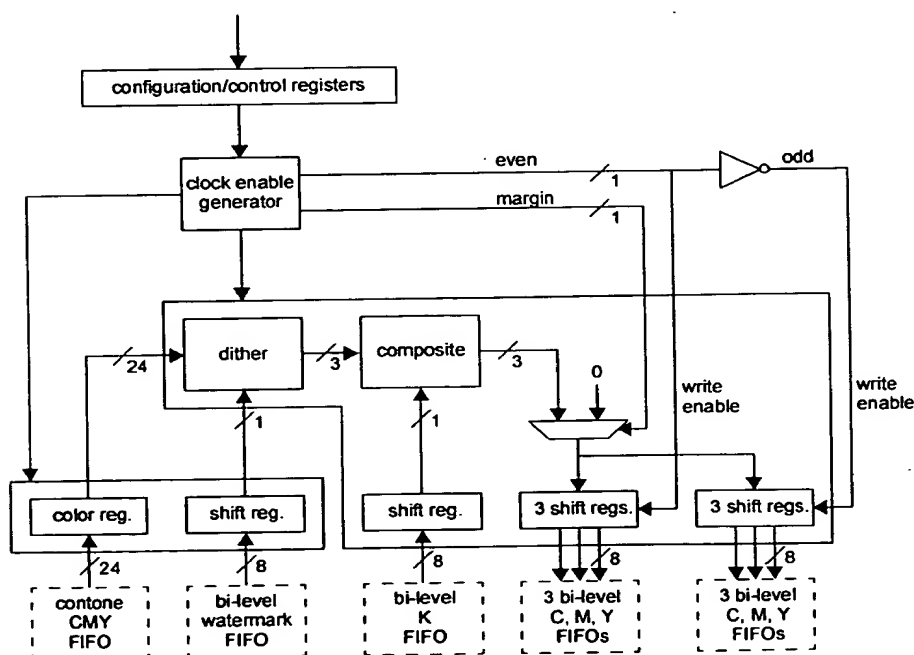 configuration/control registers
even
odd
1
clock enable
generator
margin
1
dither
composite
24
3
3
0
write
enable
write
enable
1
1
color reg.
shift reg.
shift reg.
3 shift regs.
3 shift regs.
24
8
8
8
8
contone
CMY
FIFO
bi-level
watermark
FIFO
bi-level
K
FIFO
3 bi-level
C, M, Y
FIFOs
3 bi-level
C, M, Y
FIFOs